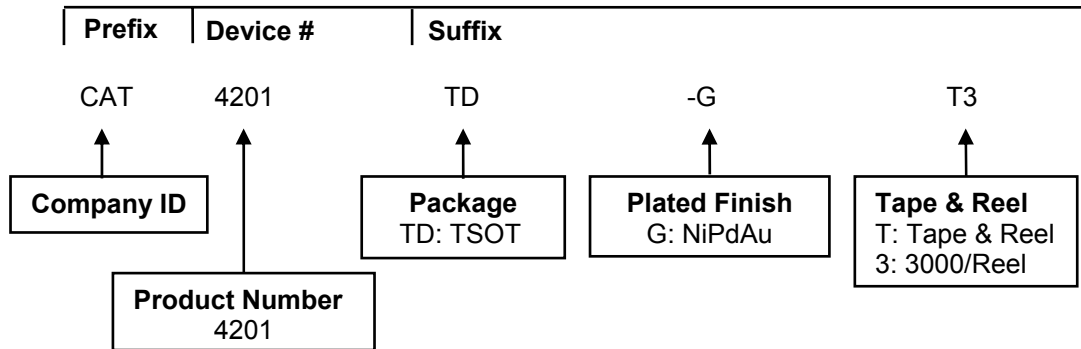 Prefix Device # Suffix
CAT 4201 TD -G T3
Company ID
Package
TD: TSOT
Plated Finish
G: NiPdAu
Tape & Reel
T: Tape & Reel
3: 3000/Reel
Product Number
4201